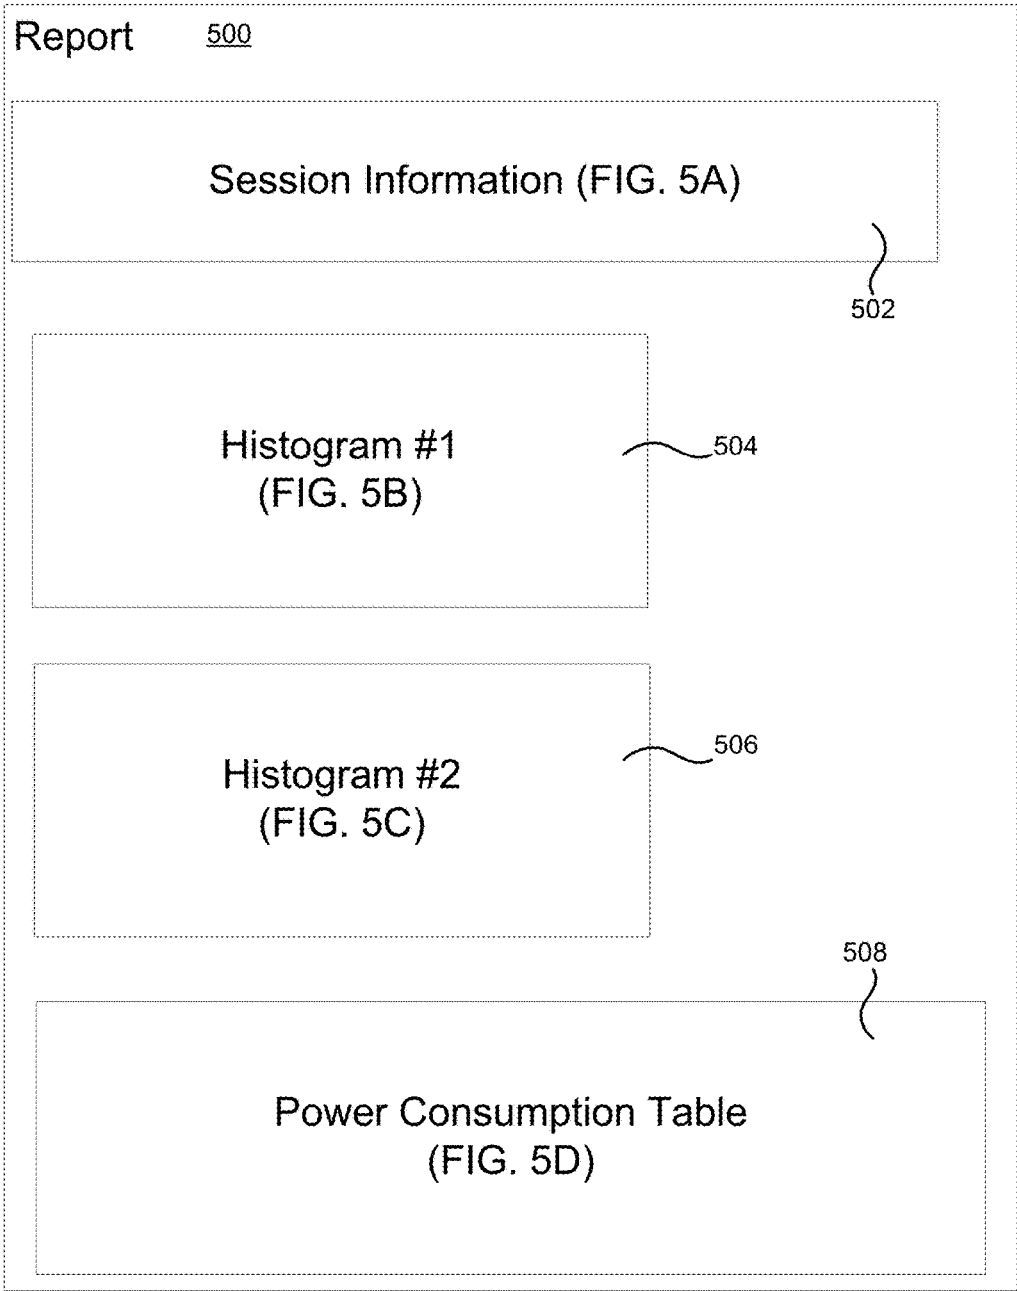 Report 500
Session Information (FIG. 5A)
502
Histogram #1
(FIG. 5B)
504
Histogram #2
(FIG. 5C)
506
508
Power Consumption Table
(FIG. 5D)